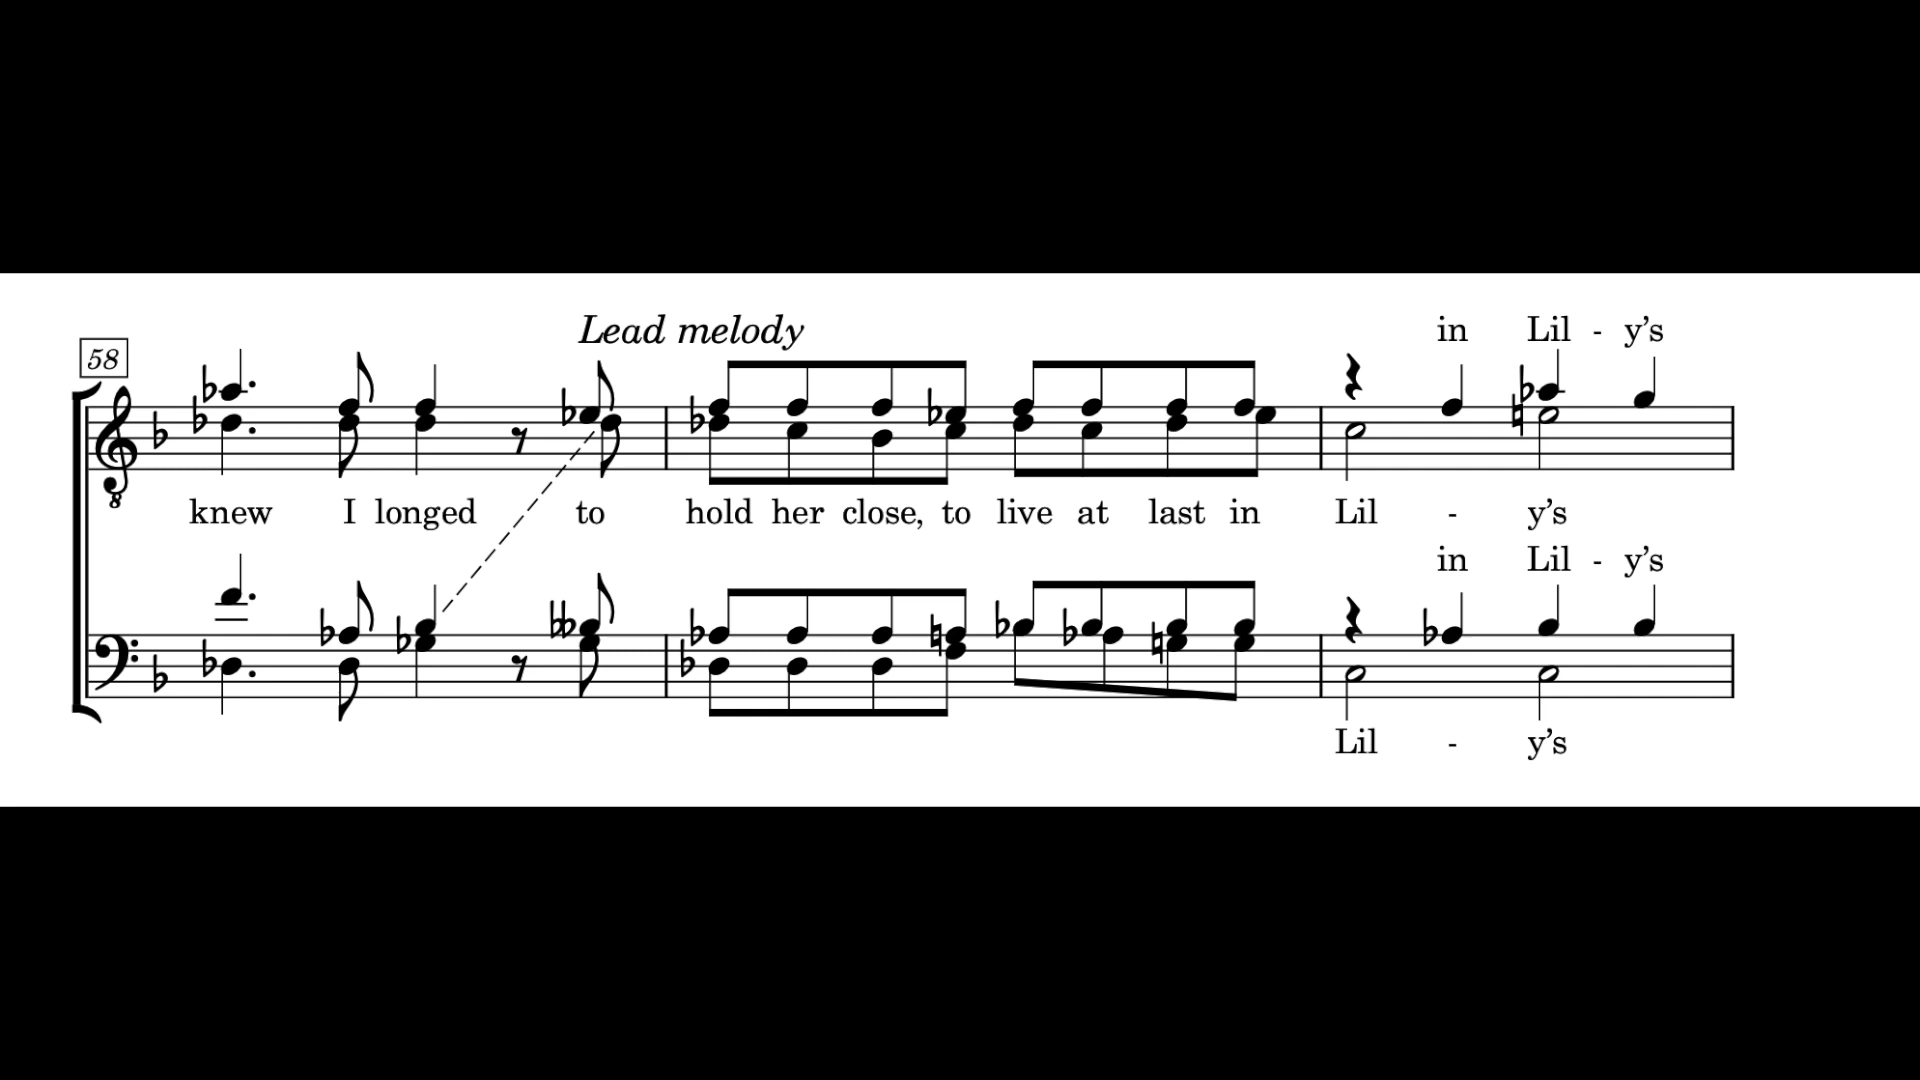 Lead melody
in Lil - y’s
58
knew I longed to hold her close, to live at last in Lil - y’s
in Lil - y’s
Lil - y’s